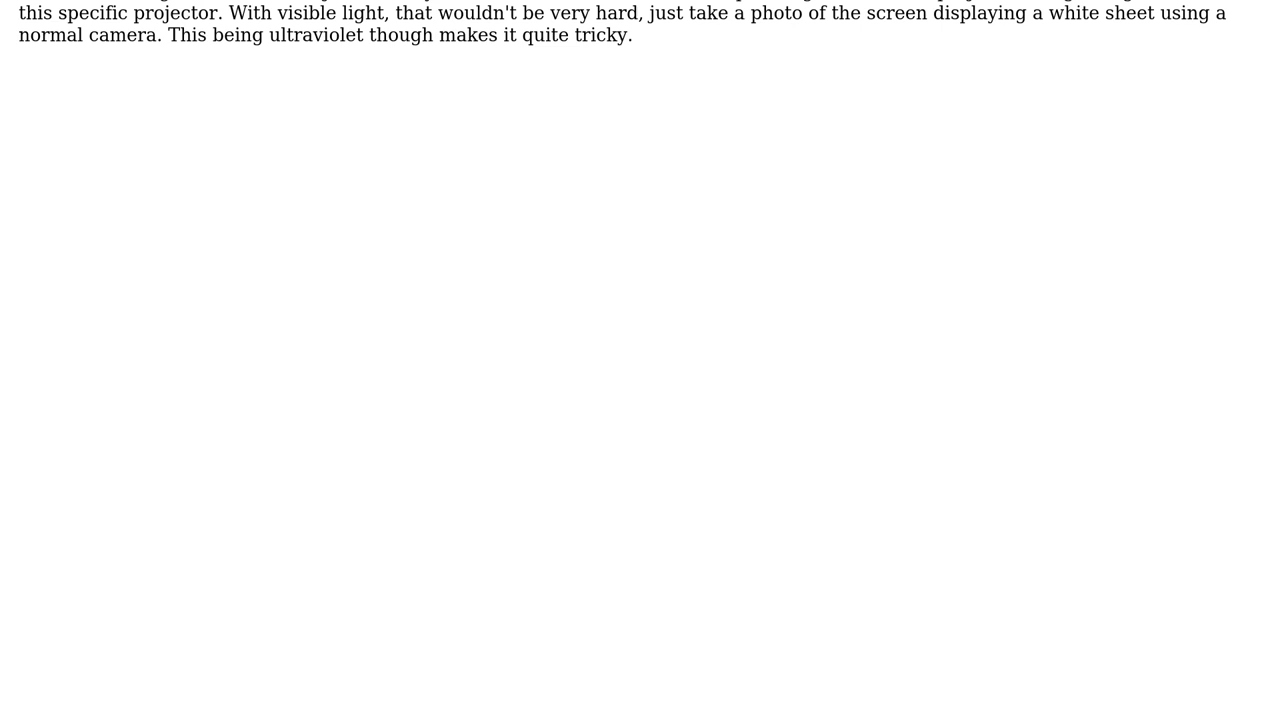 this specific projector. With visible light, that wouldn't be very hard, just take a photo of the screen displaying a white sheet using a
normal camera. This being ultraviolet though makes it quite tricky.